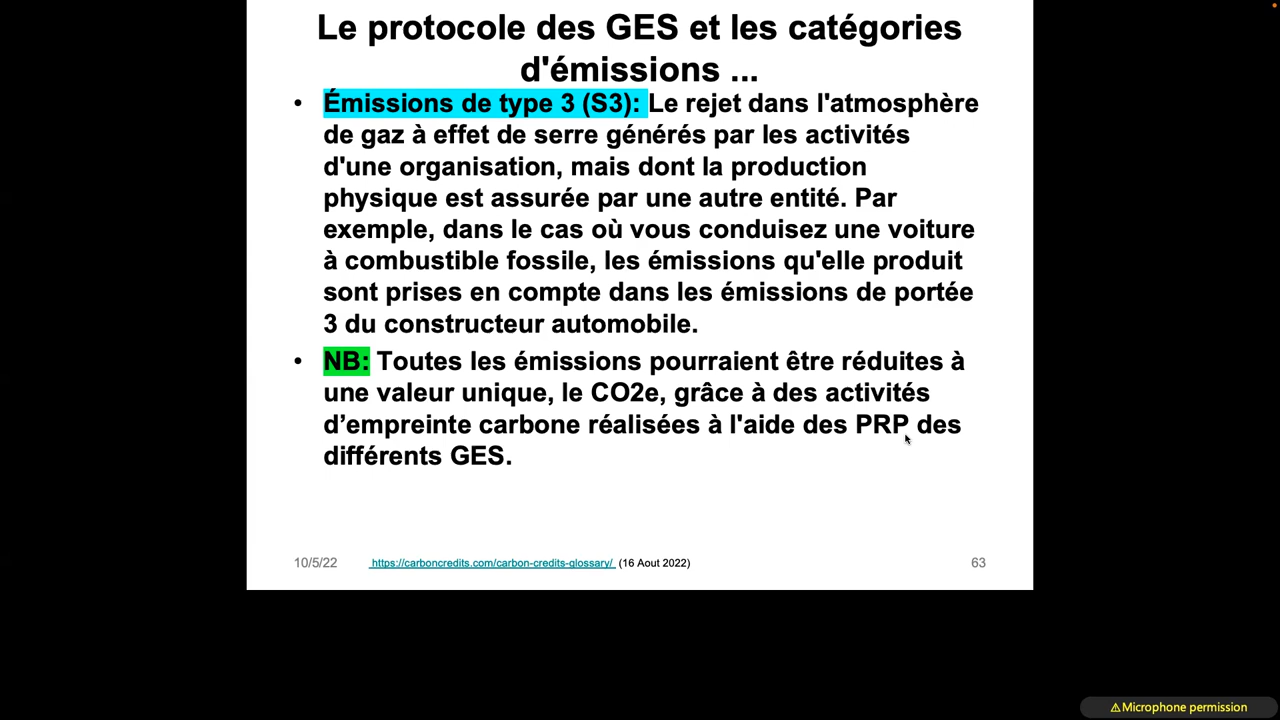 Le protocole des GES et les catégories
d'émissions ...
• Émissions de type 3 (S3): Le rejet dans l'atmosphère
de gaz à effet de serre générés par les activités
d'une organisation, mais dont la production
physique est assurée par une autre entité. Par
exemple, dans le cas où vous conduisez une voiture
à combustible fossile, les émissions qu'elle produit
sont prises en compte dans les émissions de portée
3 du constructeur automobile.
• NB: Toutes les émissions pourraient être réduites à
une valeur unique, le CO2e, grâce à des activités
d’empreinte carbone réalisées à l'aide des PRP des
différents GES.
10/5/22 https://carboncredits.com/carbon-credits-glossary/ (16 Aout 2022) 63
⚠Microphone permission